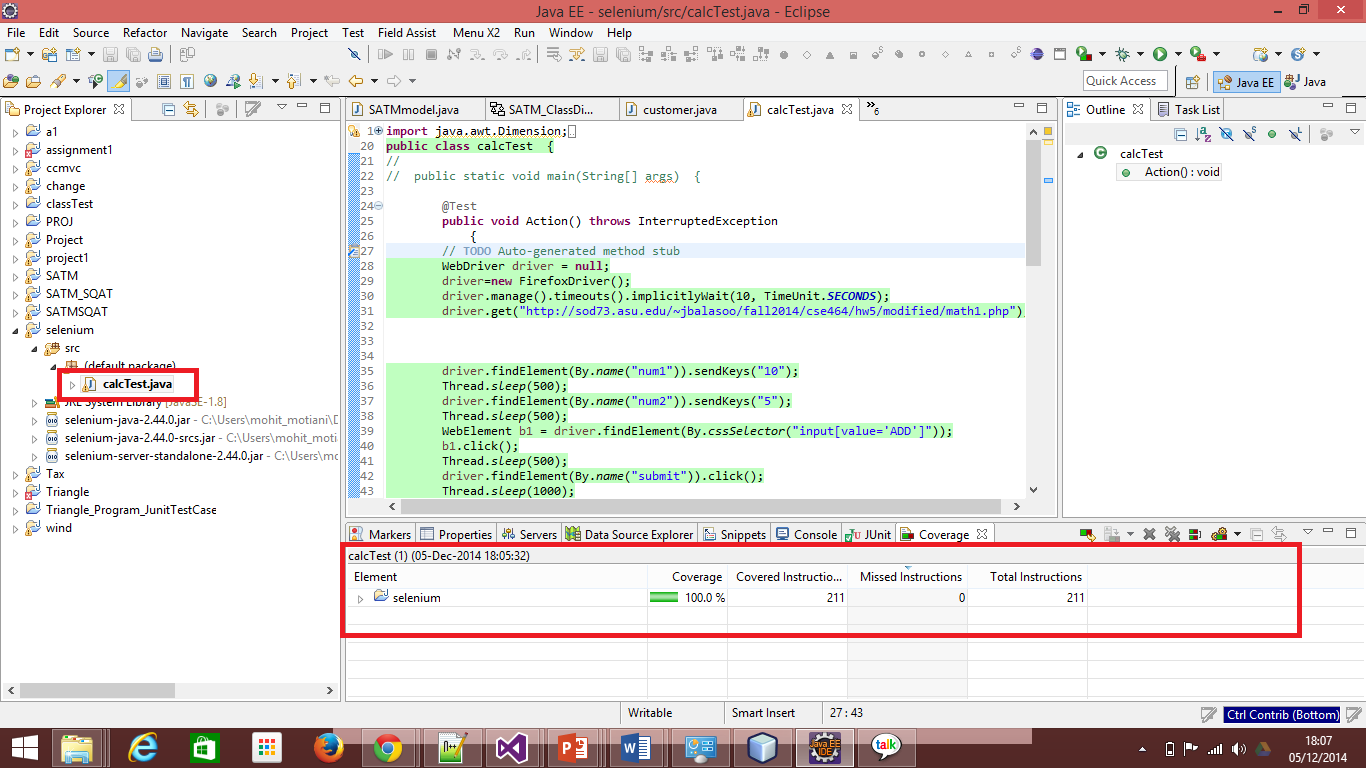 Java EE - selenium/src/calcTest.java - Eclipse
File Edit Source Refactor Navigate Search Project Test Field Assist Menu X2 Run Window Help
Quick Access
Java EE
Java
Project Explorer
a1
assignment1
ccmvc
change
classTest
PROJ
Project
project1
SATM
SATM_SQAT
SATMSQAT
selenium
src
(default package)
calcTest.java
JRE System Library [JavaSE-1.8]
selenium-java-2.44.0.jar - C:\Users\mohit_motiani\D
selenium-java-2.44.0-srcs.jar - C:\Users\mohit_motia
selenium-server-standalone-2.44.0.jar - C:\Users\mo
Tax
Triangle
Triangle_Program_JunitTestCase
wind
SATMmodel.java
SATM_ClassDi...
customer.java
calcTest.java
»6
1 import java.awt.Dimension;
20 public class calcTest {
21 //
22 // public static void main(String[] args) {
23
24 @Test
25 public void Action() throws InterruptedException
26 {
27 // TODO Auto-generated method stub
28 WebDriver driver = null;
29 driver=new FirefoxDriver();
30 driver.manage().timeouts().implicitlyWait(10, TimeUnit.SECONDS);
31 driver.get("http://sod73.asu.edu/~jbalasoo/fall2014/cse464/hw5/modified/math1.php")
32
33
34
35 driver.findElement(By.name("num1")).sendKeys("10");
36 Thread.sleep(500);
37 driver.findElement(By.name("num2")).sendKeys("5");
38 Thread.sleep(500);
39 WebElement b1 = driver.findElement(By.cssSelector("input[value='ADD']"));
40 b1.click();
41 Thread.sleep(500);
42 driver.findElement(By.name("submit")).click();
43 Thread.sleep(1000);
Outline
Task List
calcTest
Action() : void
Markers
Properties
Servers
Data Source Explorer
Snippets
Console
JUnit
Coverage
calcTest (1) (05-Dec-2014 18:05:32)
Element Coverage Covered Instructio... Missed Instructions Total Instructions
selenium 100.0 % 211 0 211
Writable
Smart Insert
27 : 43
Ctrl Contrib (Bottom)
Java EE
IDE
talk
18:07
05/12/2014